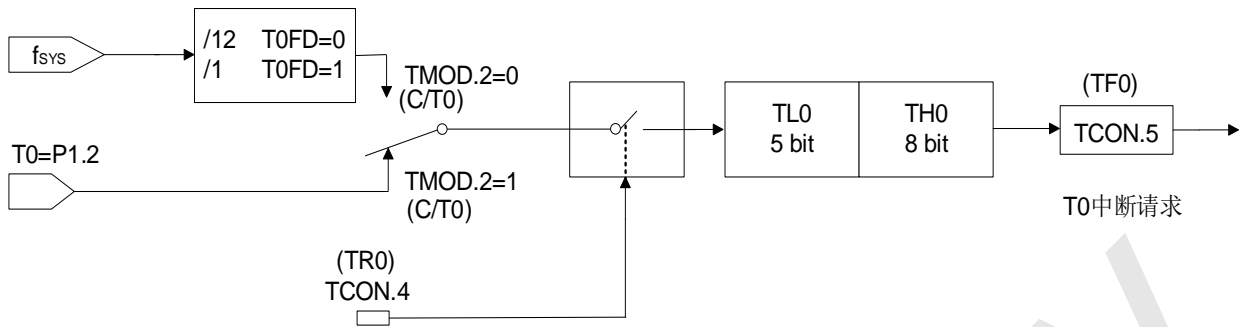 fSYS
/12 T0FD=0
/1 T0FD=1
TMOD.2=0
(C/T0)
T0=P1.2
TMOD.2=1
(C/T0)
(TR0)
TCON.4
TL0
5 bit
TH0
8 bit
(TF0)
TCON.5
T0中断请求